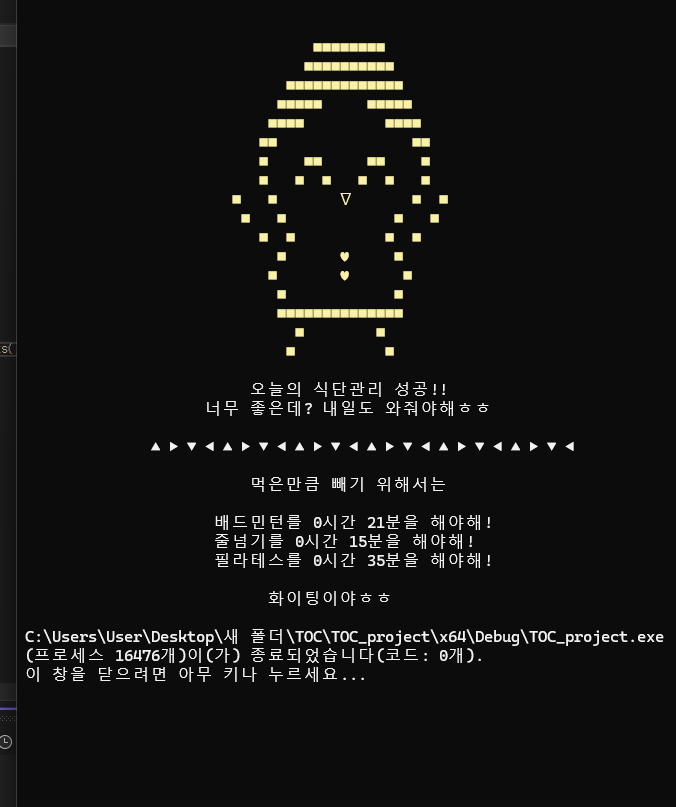 s(
오늘의 식단관리 성공!!
너무 좋은데? 내일도 와줘야해ㅎㅎ
먹은만큼 빼기 위해서는
배드민턴를 0시간 21분을 해야해!
줄넘기를 0시간 15분을 해야해!
필라테스를 0시간 35분을 해야해!
화이팅이야ㅎㅎ
C:\Users\User\Desktop\새 폴더\TOC\TOC_project\x64\Debug\TOC_project.exe
(프로세스 16476개)이(가) 종료되었습니다(코드: 0개).
이 창을 닫으려면 아무 키나 누르세요...